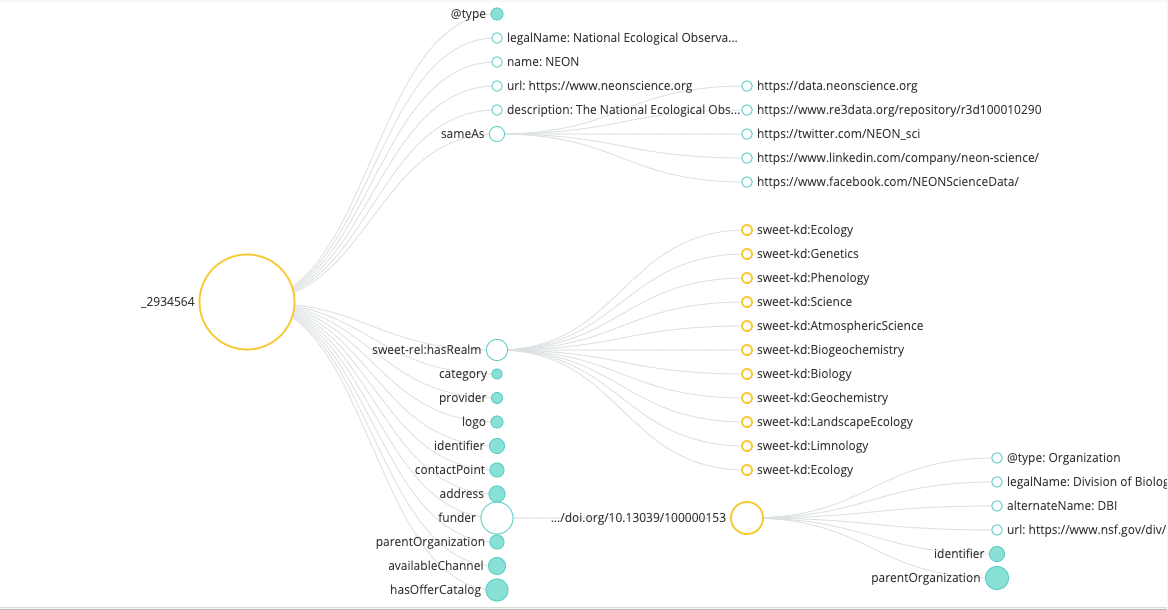 @type
legalName: National Ecological Observa...
name: NEON
url: https://www.neonscience.org
https://data.neonscience.org
description: The National Ecological Obs...
https://www.re3data.org/repository/r3d100010290
sameAs
https://twitter.com/NEON_sci
https://www.linkedin.com/company/neon-science/
https://www.facebook.com/NEONScienceData/
sweet-kd:Ecology
sweet-kd:Genetics
sweet-kd:Phenology
_2934564
sweet-kd:Science
sweet-kd:AtmosphericScience
sweet-rel:hasRealm
sweet-kd:Biogeochemistry
category
sweet-kd:Biology
provider
sweet-kd:Geochemistry
logo
sweet-kd:LandscapeEcology
identifier
sweet-kd:Limnology
@type: Organization
contactPoint
sweet-kd:Ecology
legalName: Division of Biolog
address
alternateName: DBI
funder
.../doi.org/10.13039/100000153
url: https://www.nsf.gov/div/
parentOrganization
identifier
availableChannel
parentOrganization
hasOfferCatalog